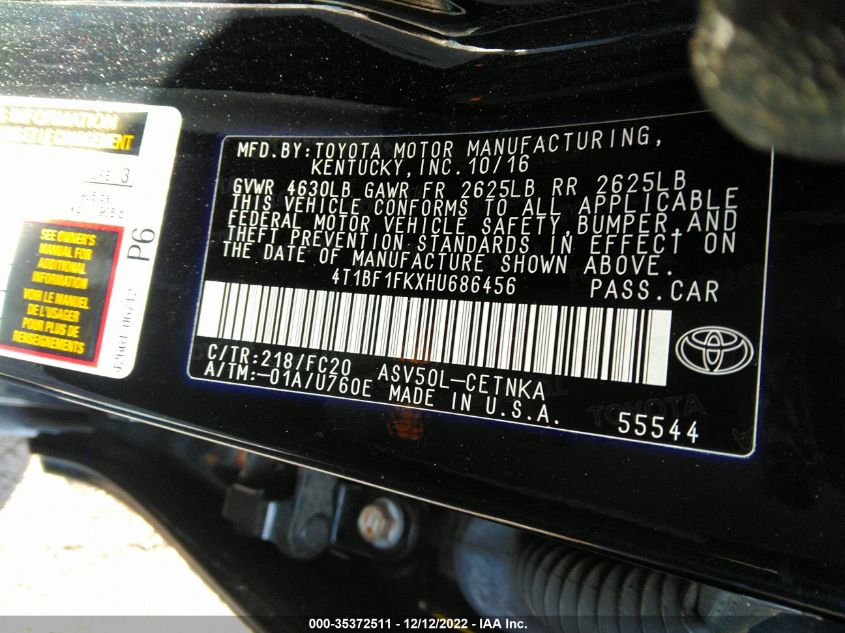 INFORMATION
CHARGEMENT
3
SEE OWNER'S
MANUAL FOR
ADDITIONAL
INFORMATION
VOIR LE MANUEL
DE L'USAGER
POUR PLUS DE
RENSEIGNEMENTS
P6
MFD.BY:TOYOTA MOTOR MANUFACTURING,
KENTUCKY, INC. 10/16
GVWR 4630LB GAWR FR 2625LB RR 2625LB
THIS VEHICLE CONFORMS TO ALL APPLICABLE
FEDERAL MOTOR VEHICLE SAFETY, BUMPER, AND
THEFT PREVENTION STANDARDS IN EFFECT ON
THE DATE OF MANUFACTURE SHOWN ABOVE.
4T1BF1FKXHU686456 PASS.CAR
C/TR:218/FC20 ASV50L-CETNKA
A/TM:-01A/U760E MADE IN U.S.A.
TOYOTA
55544
000-35372511 - 12/12/2022 - IAA Inc.